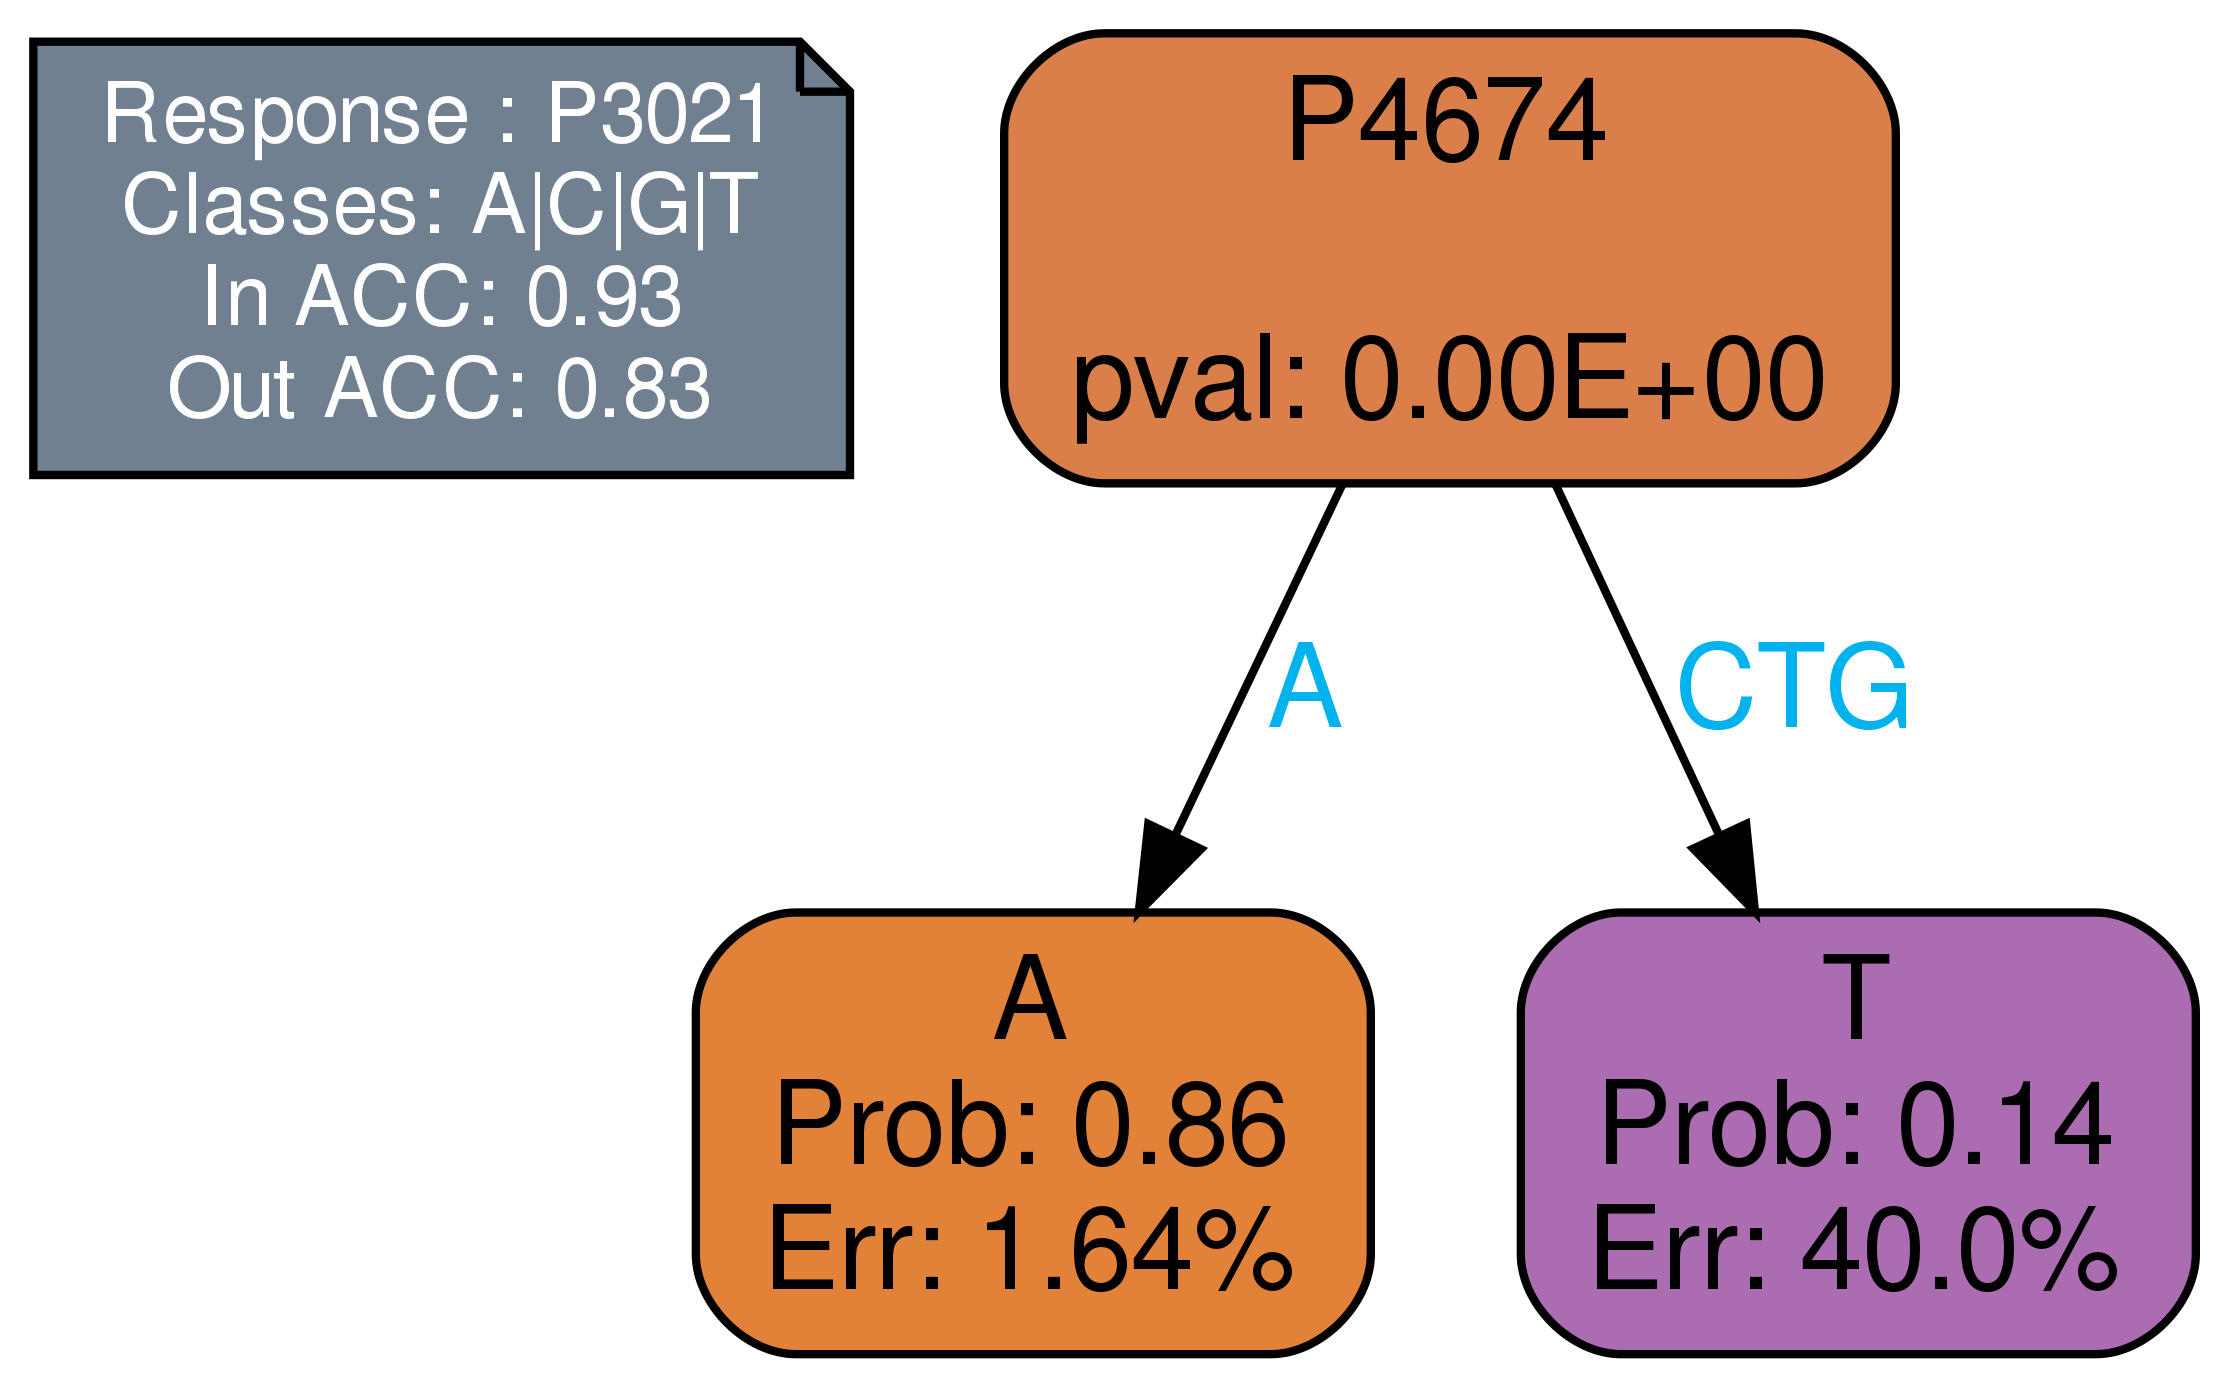 Response : P3021
Classes: A|C|G|T
In ACC: 0.93
Out ACC: 0.83
P4674
pval: 0.00E+00
A
CTG
A
Prob: 0.86
Err: 1.64%
T
Prob: 0.14
Err: 40.0%